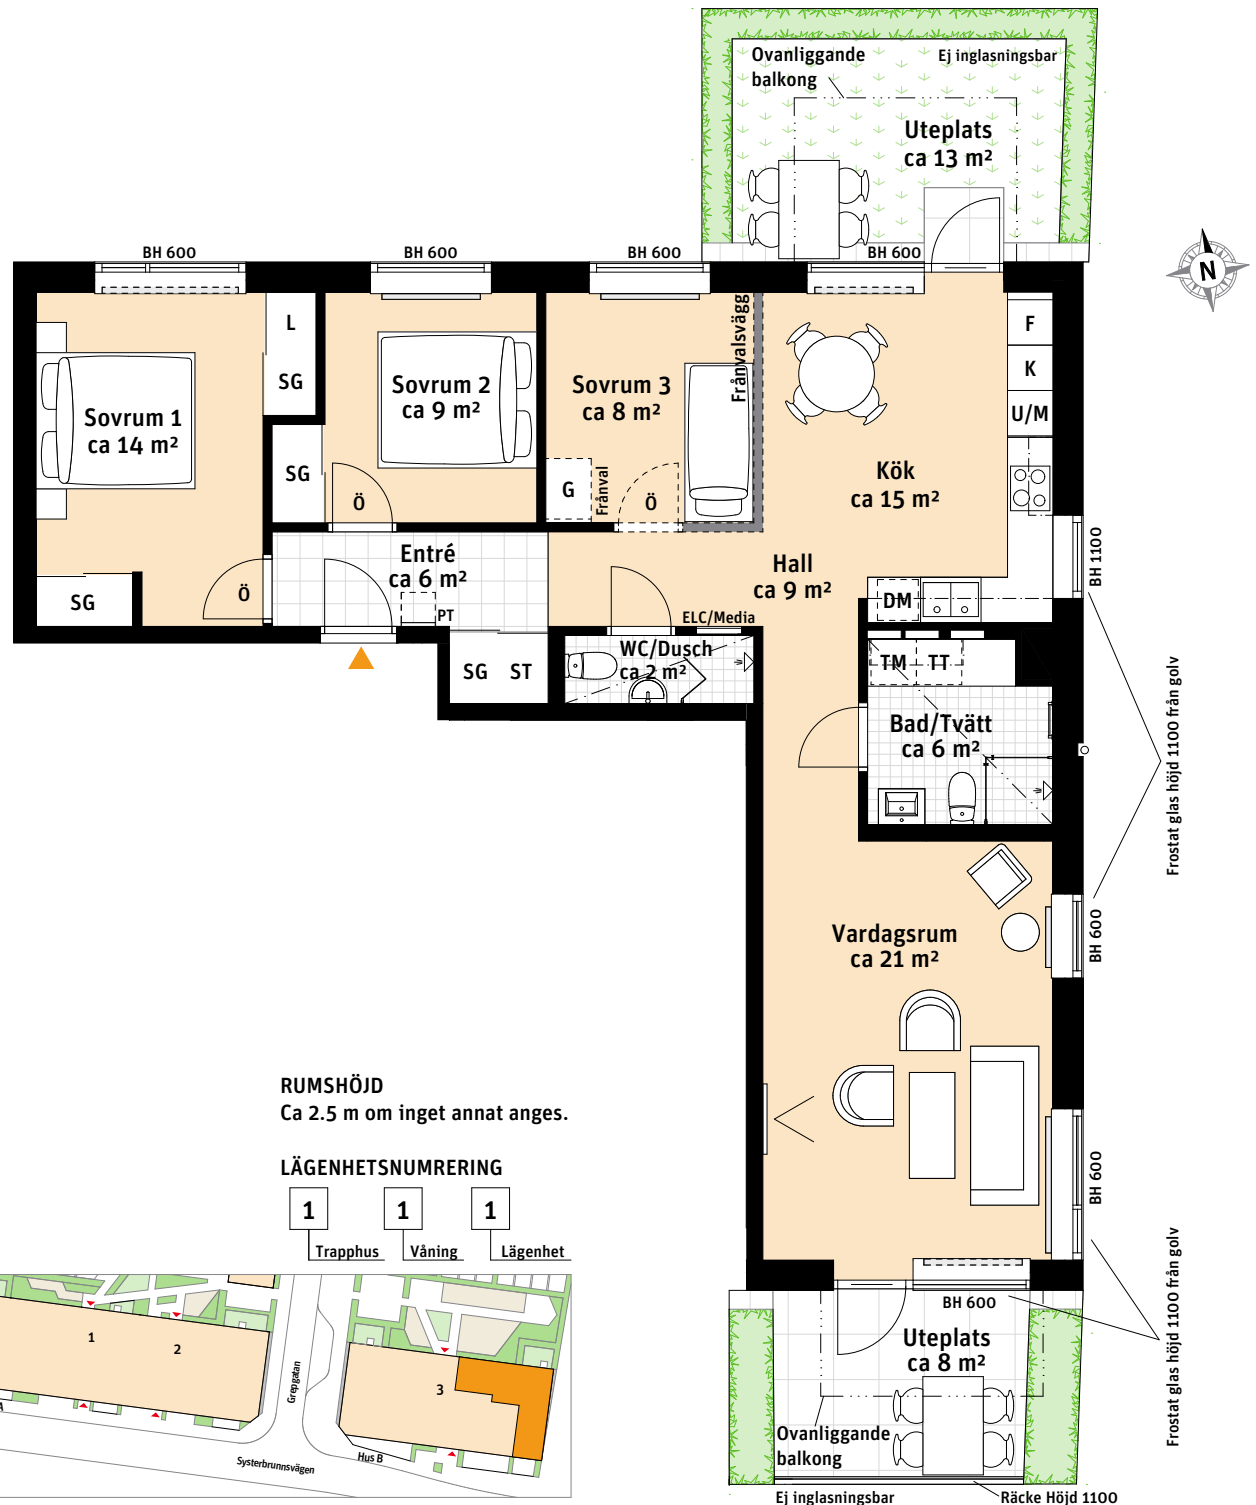 Ovanliggande
balkong
Ej inglasningsbar
Uteplats
ca 13 m²
BH 600
BH 600
BH 600
BH 600
N
L
SG
Sovrum 1
ca 14 m²
SG
Ö
Sovrum 2
ca 9 m²
SG
Ö
Sovrum 3
ca 8 m²
Frånvalsvägg
G
Frånval
Ö
F
K
U/M
Kök
ca 15 m²
BH 1100
Entré
ca 6 m²
PT
Hall
ca 9 m²
DM
ELC/Media
SG
ST
WC/Dusch
ca 2 m²
TM
TT
Bad/Tvätt
ca 6 m²
Frostat glas höjd 1100 från golv
Vardagsrum
ca 21 m²
BH 600
BH 600
RUMSHÖJD
Ca 2.5 m om inget annat anges.
LÄGENHETSNUMRERING
1
1
1
Trapphus
Våning
Lägenhet
BH 600
Uteplats
ca 8 m²
Frostat glas höjd 1100 från golv
Ovanliggande
balkong
Ej inglasningsbar
Räcke Höjd 1100
1
2
3
Grepgatan
A
Systerbrunnsvägen
Hus B